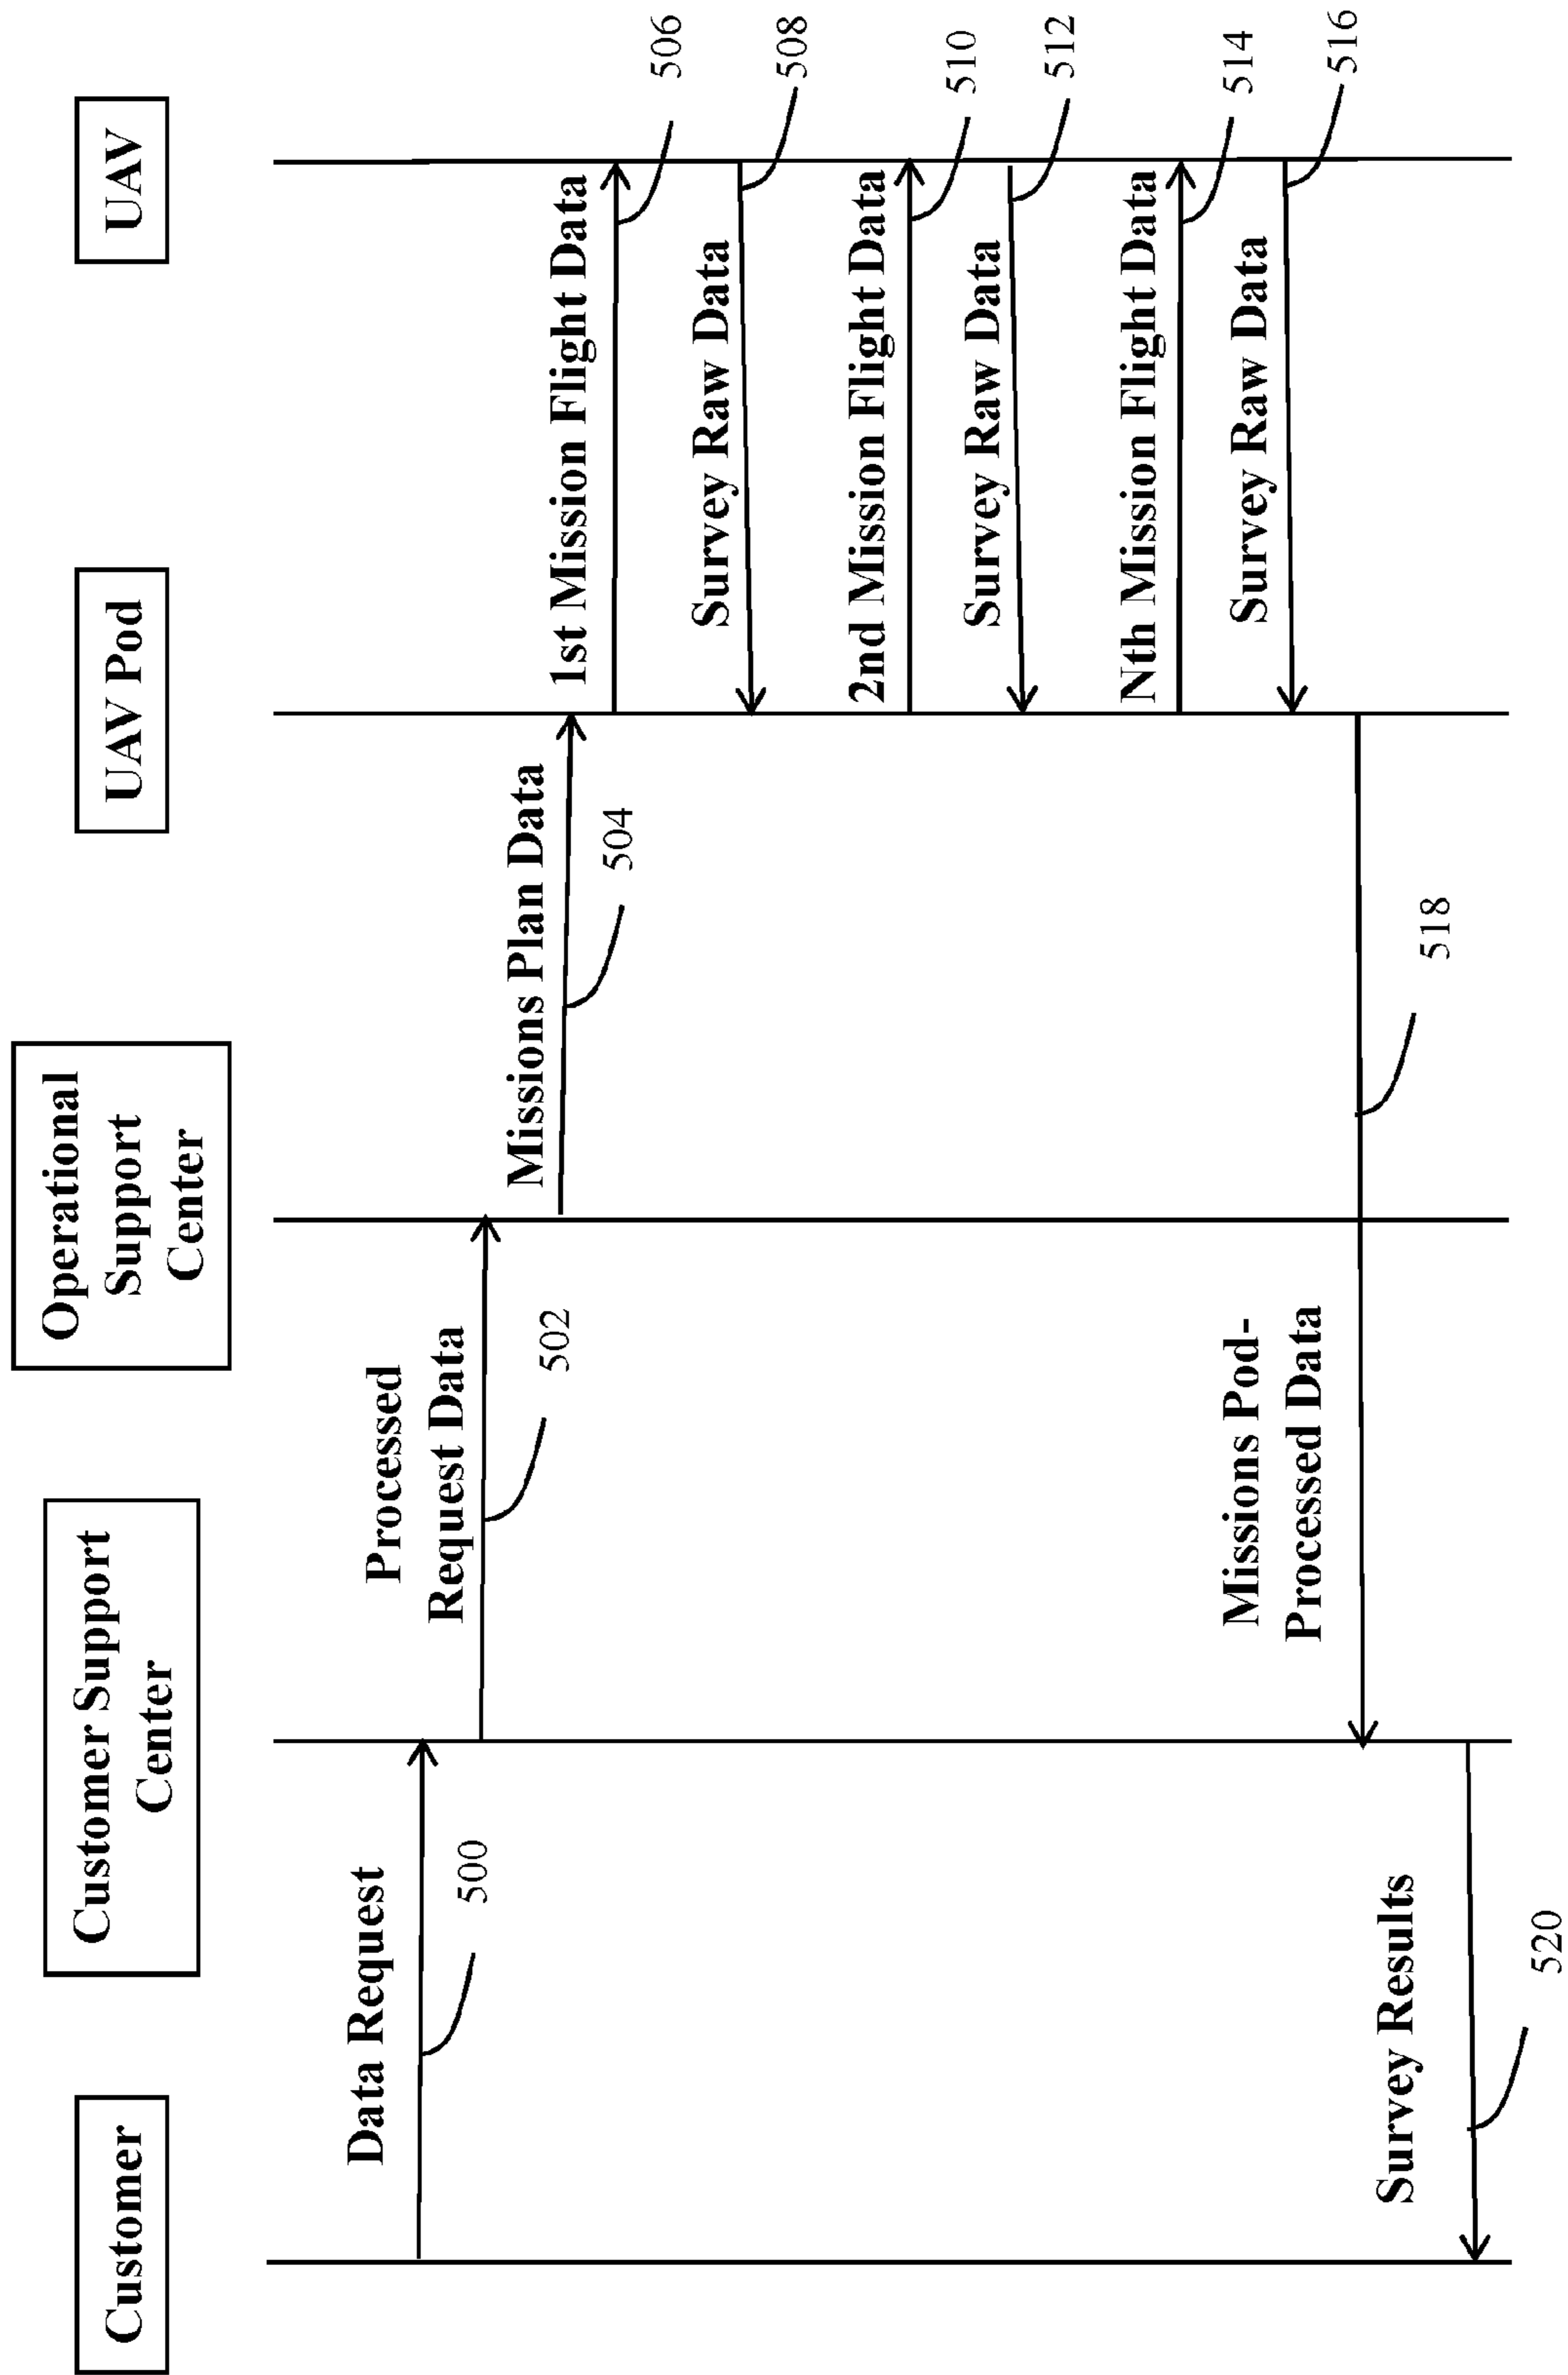 Customer
Customer Support
Center
Operational
Support
Center
UAV Pod
UAV
Data Request
500
Processed
Request Data
502
Missions Plan Data
504
1st Mission Flight Data
506
Survey Raw Data
508
2nd Mission Flight Data
510
Survey Raw Data
512
Nth Mission Flight Data
514
Survey Raw Data
516
Missions Pod-
Processed Data
518
Survey Results
520